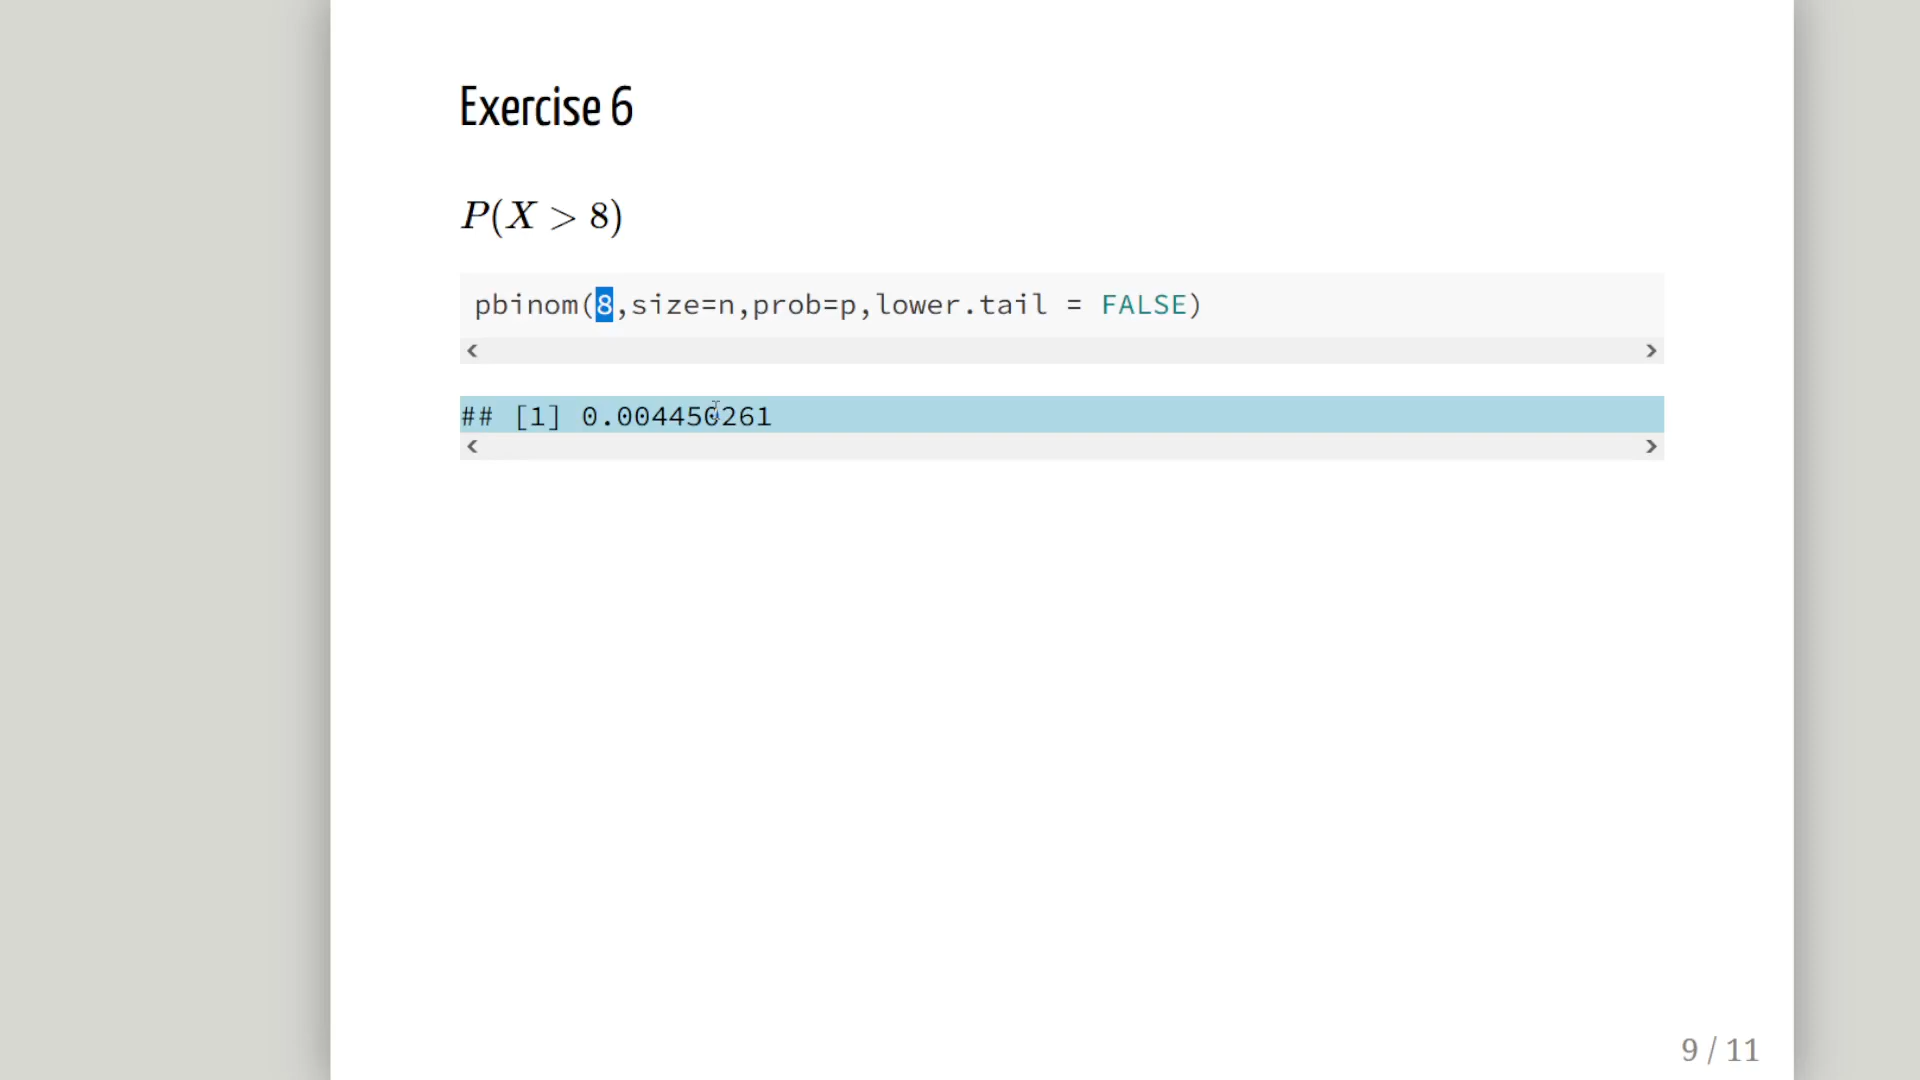 Exercise 6
P(X > 8)
pbinom(8,size=n,prob=p,lower.tail = FALSE)
## [1] 0.004450261
9 / 11